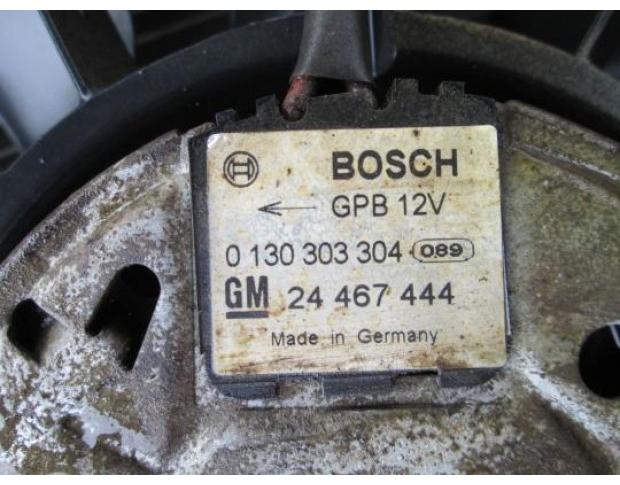 BOSCH
← GPB 12V
0 130 303 304 089
GM 24 467 444
Made in Germany